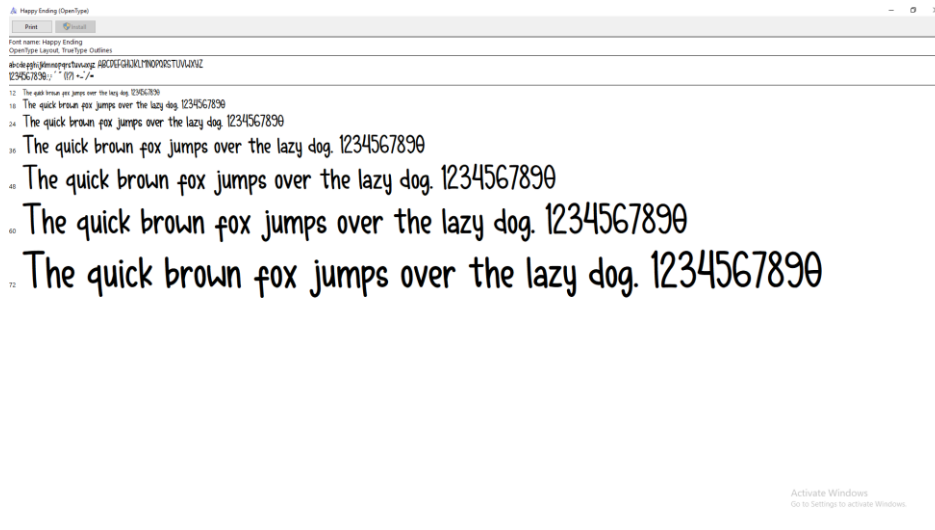 Happy Ending (OpenType)
Print Install
Font name: Happy Ending
OpenType Layout, TrueType Outlines
abcdefghijklmnopqrstuvwxyz ABCDEFGHIJKLMNOPQRSTUVWXYZ
1234567890
12 The quick brown fox jumps over the lazy dog. 1234567890
18 The quick brown fox jumps over the lazy dog. 1234567890
24 The quick brown fox jumps over the lazy dog. 1234567890
36 The quick brown fox jumps over the lazy dog. 1234567890
48 The quick brown fox jumps over the lazy dog. 1234567890
60 The quick brown fox jumps over the lazy dog. 1234567890
72 The quick brown fox jumps over the lazy dog. 1234567890
Activate Windows
Go to Settings to activate Windows.